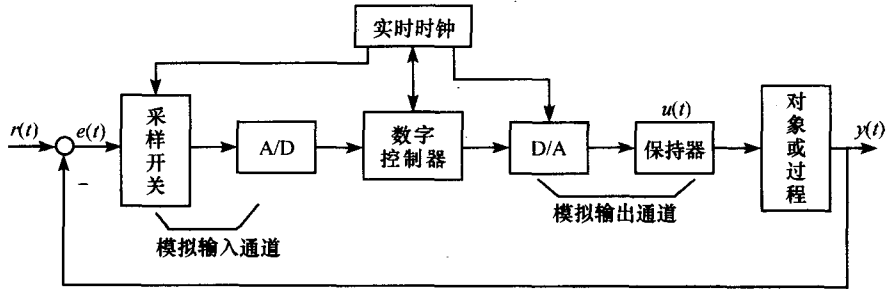 实时时钟
r(t)
e(t)
采样开关
A/D
数字
控制器
D/A
u(t)
保持器
对象或过程
y(t)
−
模拟输入通道
模拟输出通道